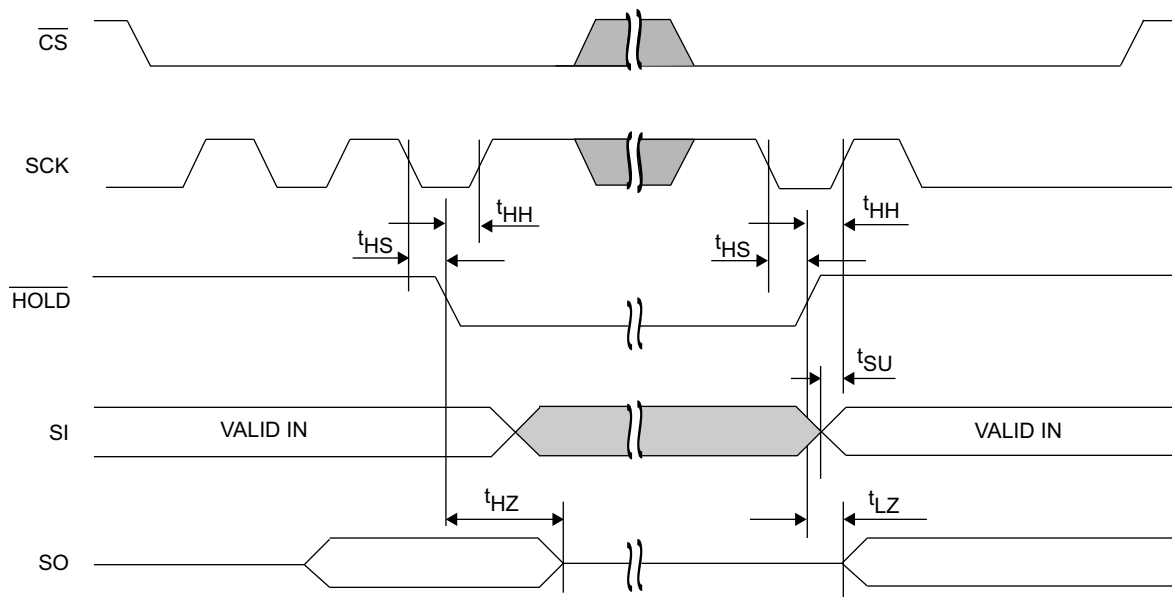 CS
SCK
tHH
tHH
tHS
tHS
HOLD
tSU
SI
VALID IN
VALID IN
tHZ
tLZ
SO